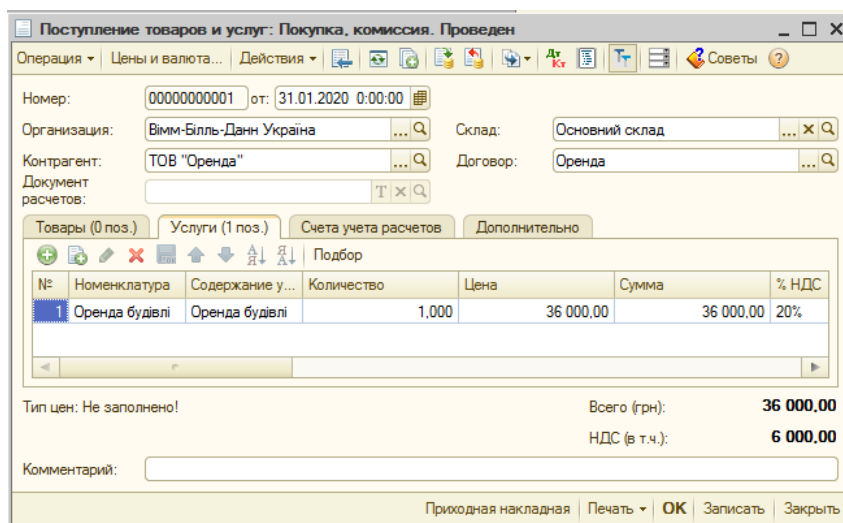 Поступление товаров и услуг: Покупка, комиссия. Проведен
Операция Цены и валюта... Действия Дт Кт Советы
Номер: 00000000001 от: 31.01.2020 0:00:00
Организация: Вімм-Білль-Данн Україна ... Склад: Основний склад ...
Контрагент: ТОВ "Оренда" ... Договор: Оренда ...
Документ расчетов: T
Товары (0 поз.) Услуги (1 поз.) Счета учета расчетов Дополнительно
Подбор
№ Номенклатура Содержание у... Количество Цена Сумма % НДС
1 Оренда будівлі Оренда будівлі 1,000 36 000,00 36 000,00 20%
Тип цен: Не заполнено! Всего (грн): 36 000,00
НДС (в т.ч.): 6 000,00
Комментарий:
Приходная накладная Печать OK Записать Закрыть